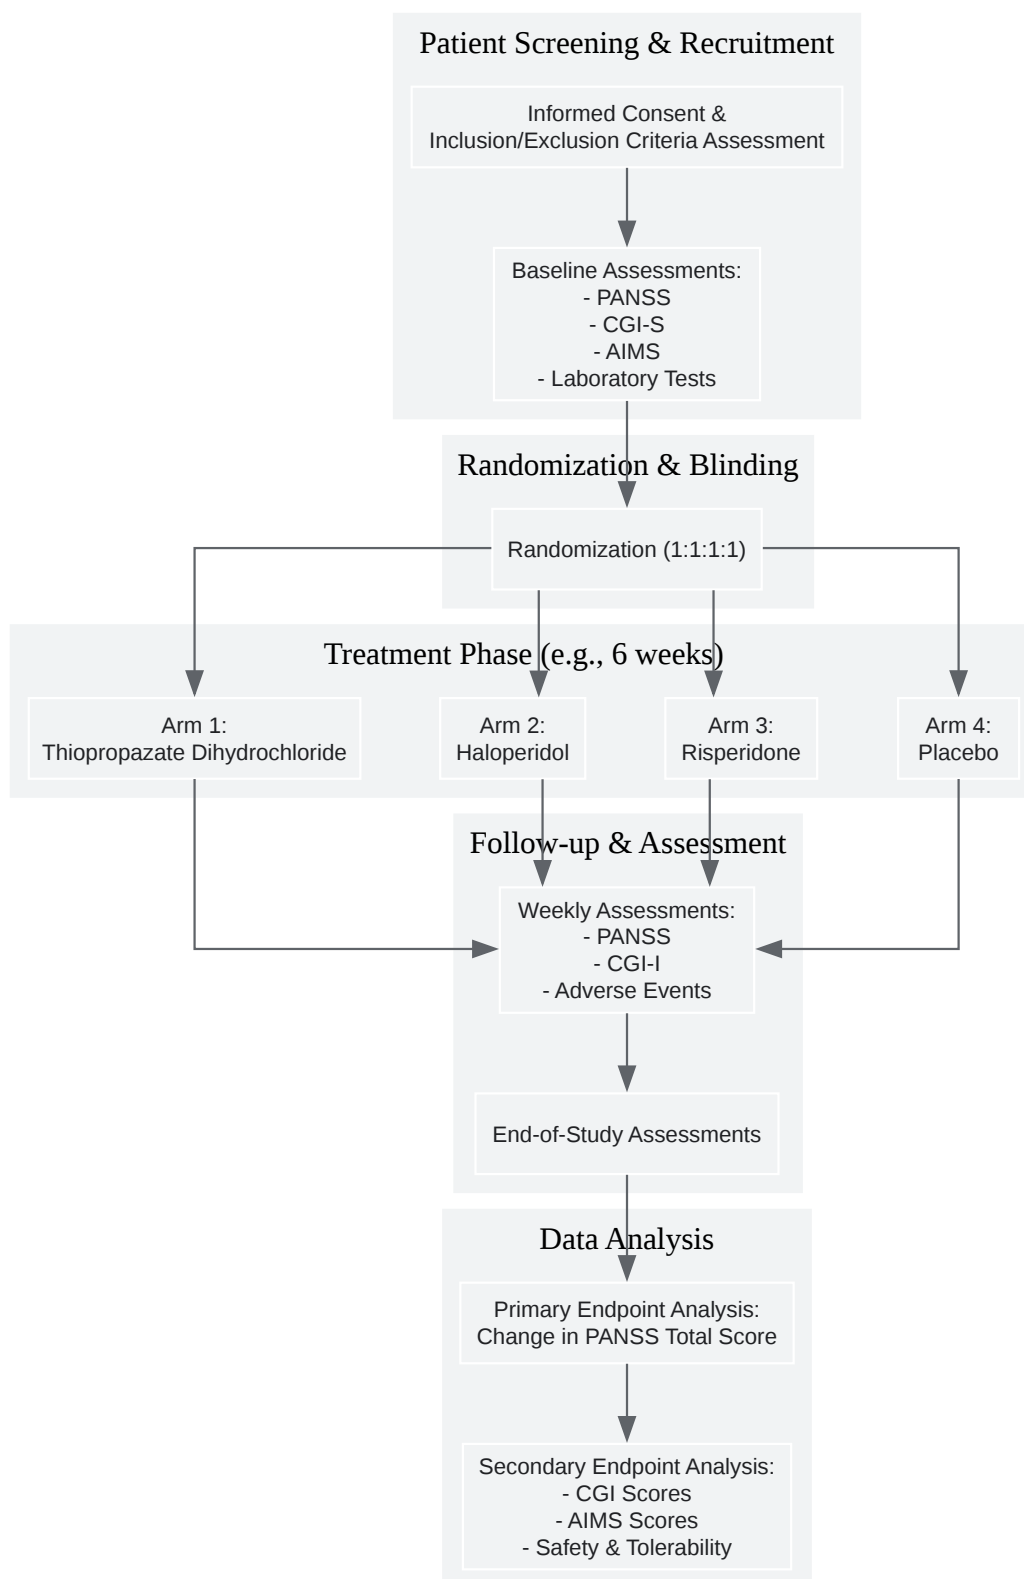 Patient Screening & Recruitment
Informed Consent &
Inclusion/Exclusion Criteria Assessment
Baseline Assessments:
- PANSS
- CGI-S
- AIMS
- Laboratory Tests
Randomization & Blinding
Randomization (1:1:1:1)
Treatment Phase (e.g., 6 weeks)
Arm 1:
Thiopropazate Dihydrochloride
Arm 2:
Haloperidol
Arm 3:
Risperidone
Arm 4:
Placebo
Follow-up & Assessment
Weekly Assessments:
- PANSS
- CGI-I
- Adverse Events
End-of-Study Assessments
Data Analysis
Primary Endpoint Analysis:
Change in PANSS Total Score
Secondary Endpoint Analysis:
- CGI Scores
- AIMS Scores
- Safety & Tolerability